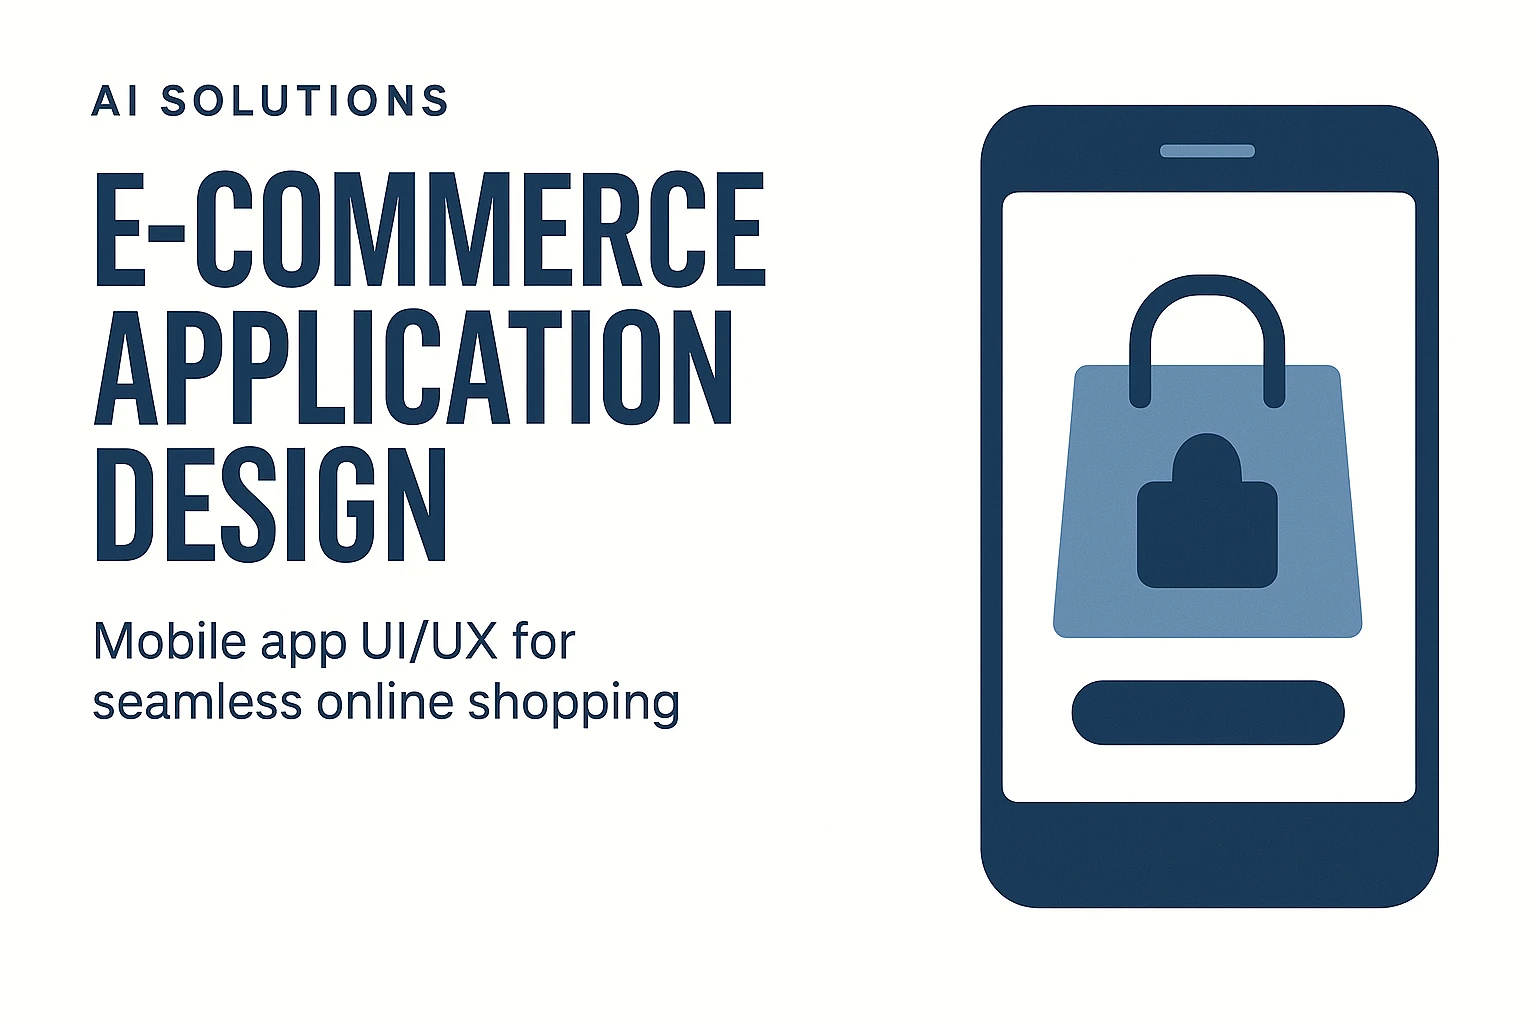 AI SOLUTIONS
E-COMMERCE
APPLICATION
DESIGN
Mobile app UI/UX for
seamless online shopping